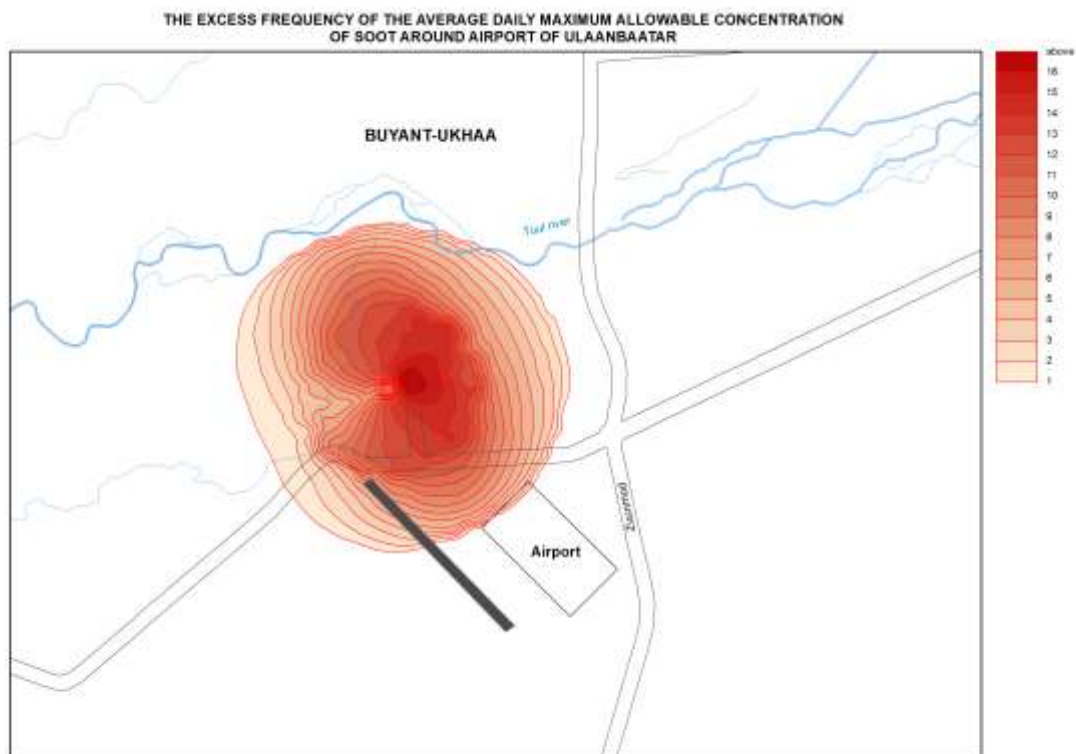 THE EXCESS FREQUENCY OF THE AVERAGE DAILY MAXIMUM ALLOWABLE CONCENTRATION
OF SOOT AROUND AIRPORT OF ULAANBAATAR
above
16
15
14
13
12
11
10
9
8
7
6
5
4
3
2
1
BUYANT-UKHAA
Tuul river
Zuunmod
Airport